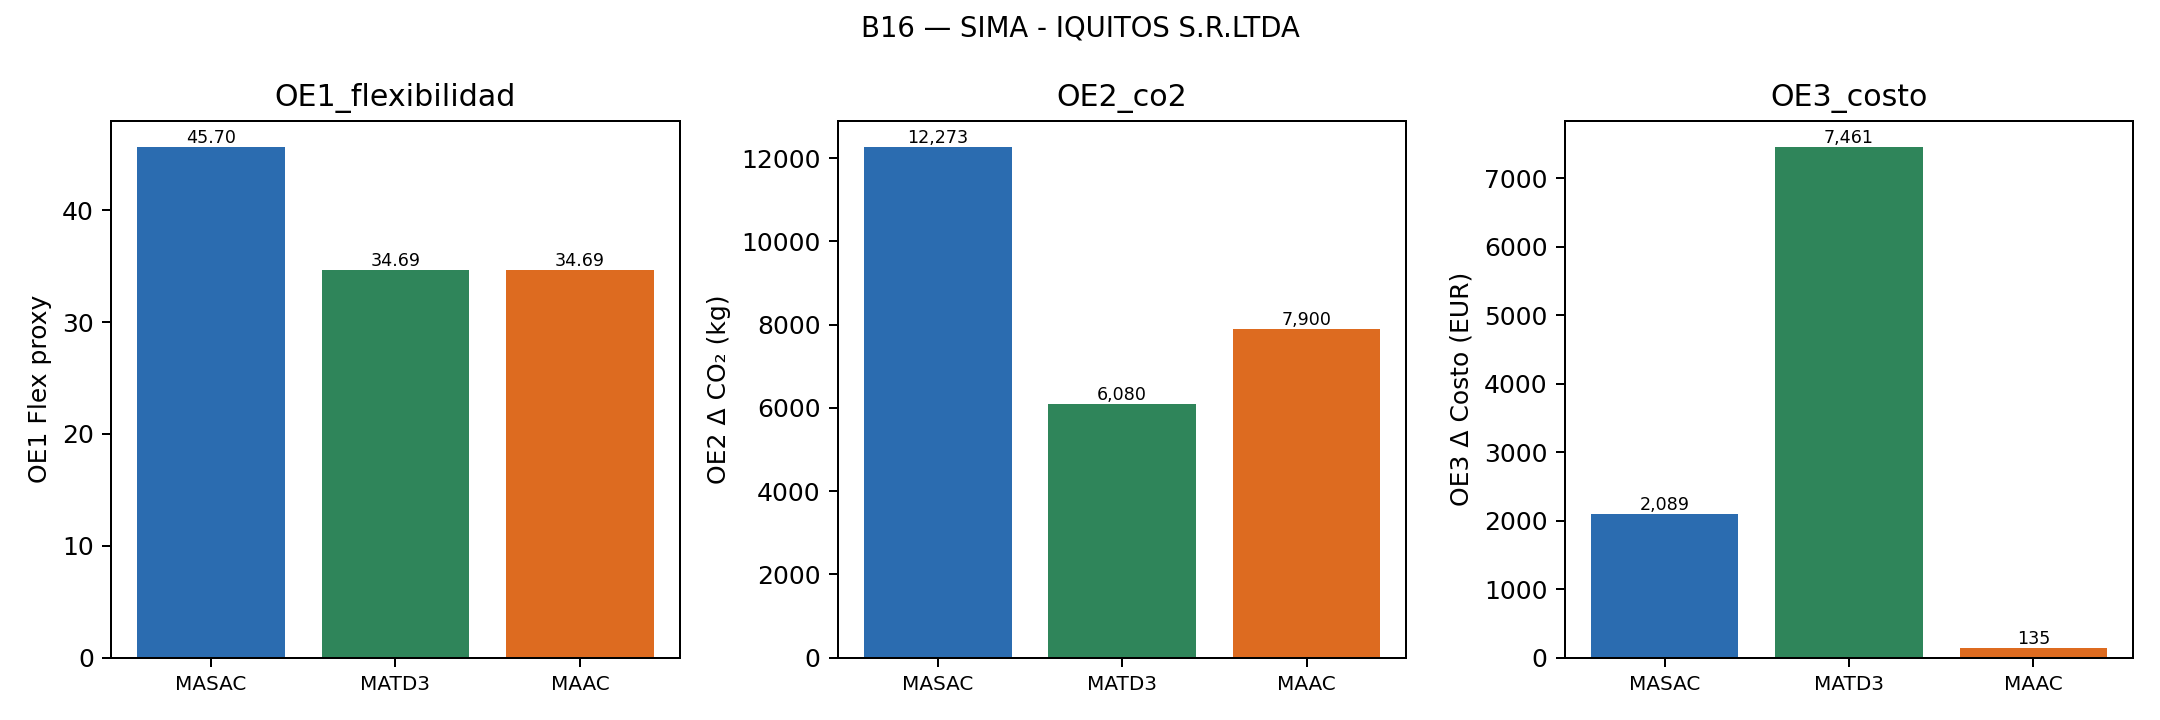 B16 — SIMA - IQUITOS S.R.LTDA
OE1_flexibilidad
OE1 Flex proxy
40
30
20
10
0
45.70
34.69
34.69
MASAC
MATD3
MAAC
OE2_co2
OE2 Δ CO₂ (kg)
12000
10000
8000
6000
4000
2000
0
12,273
6,080
7,900
MASAC
MATD3
MAAC
OE3_costo
OE3 Δ Costo (EUR)
7000
6000
5000
4000
3000
2000
1000
0
2,089
7,461
135
MASAC
MATD3
MAAC